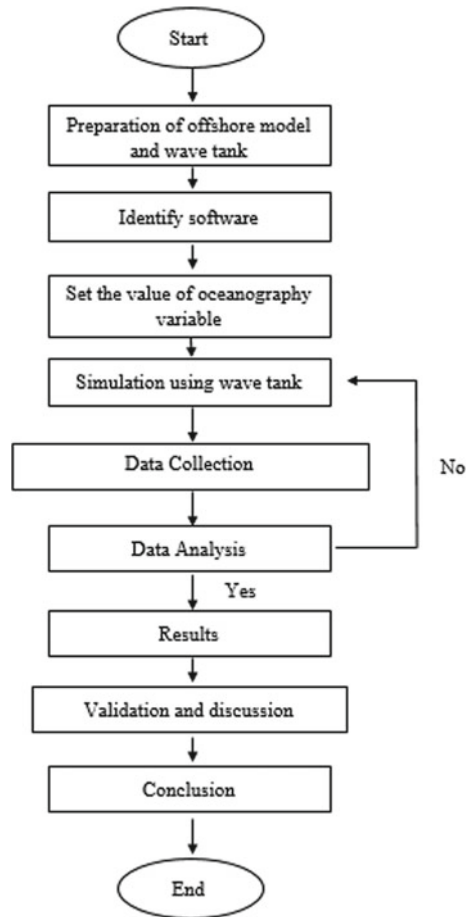 Start
Preparation of offshore model
and wave tank
Identify software
Set the value of oceanography
variable
Simulation using wave tank
Data Collection
No
Data Analysis
Yes
Results
Validation and discussion
Conclusion
End